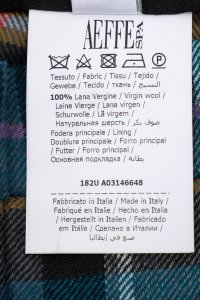 AEFFE SPA
Tessuto / Fabric / Tissu / Tejido /
Gewebe / Tecido / ткань / النسيج
100% Lana Vergine / Virgin wool /
Laine Vierge / Lana virgen /
Schurwolle / Lã virgem /
Натуральная шерсть / صوف بكر
Fodera principale / Lining /
Doublure principale / Forro principal
/ Futter / Forro principal /
Основная подкладка / بطانة
182U A03146648
Fabbricato in Italia / Made in Italy /
Fabriqué en Italie / Hecho en Italia
/ Hergestellt in Italien / Fabricado
em Itália / Сделано в Италии /
صنع في إيطاليا